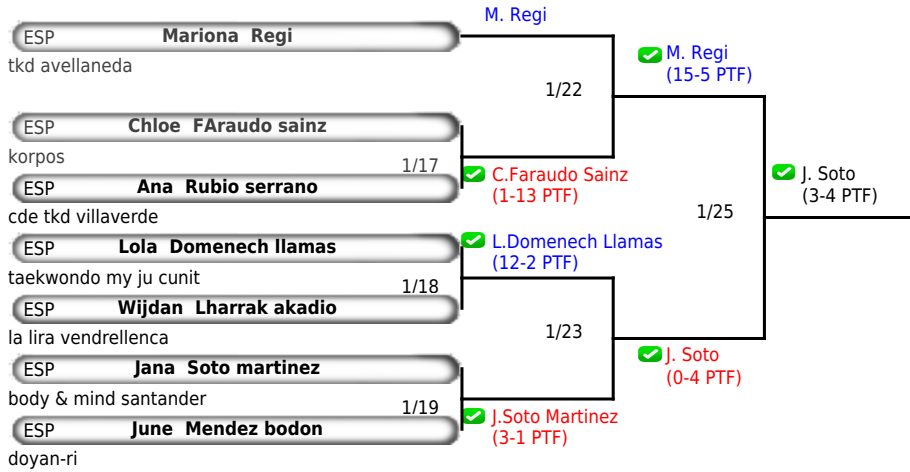 M. Regi
ESP Mariona Regi
tkd avellaneda
M. Regi
(15-5 PTF)
1/22
ESP Chloe FAraudo sainz
korpos
1/17
C.Faraudo Sainz
(1-13 PTF)
ESP Ana Rubio serrano
cde tkd villaverde
J. Soto
(3-4 PTF)
1/25
ESP Lola Domenech llamas
L.Domenech Llamas
(12-2 PTF)
taekwondo my ju cunit
1/18
ESP Wijdan Lharrak akadio
la lira vendrellenca
1/23
J. Soto
(0-4 PTF)
ESP Jana Soto martinez
body & mind santander
1/19
J.Soto Martinez
(3-1 PTF)
ESP June Mendez bodon
doyan-ri